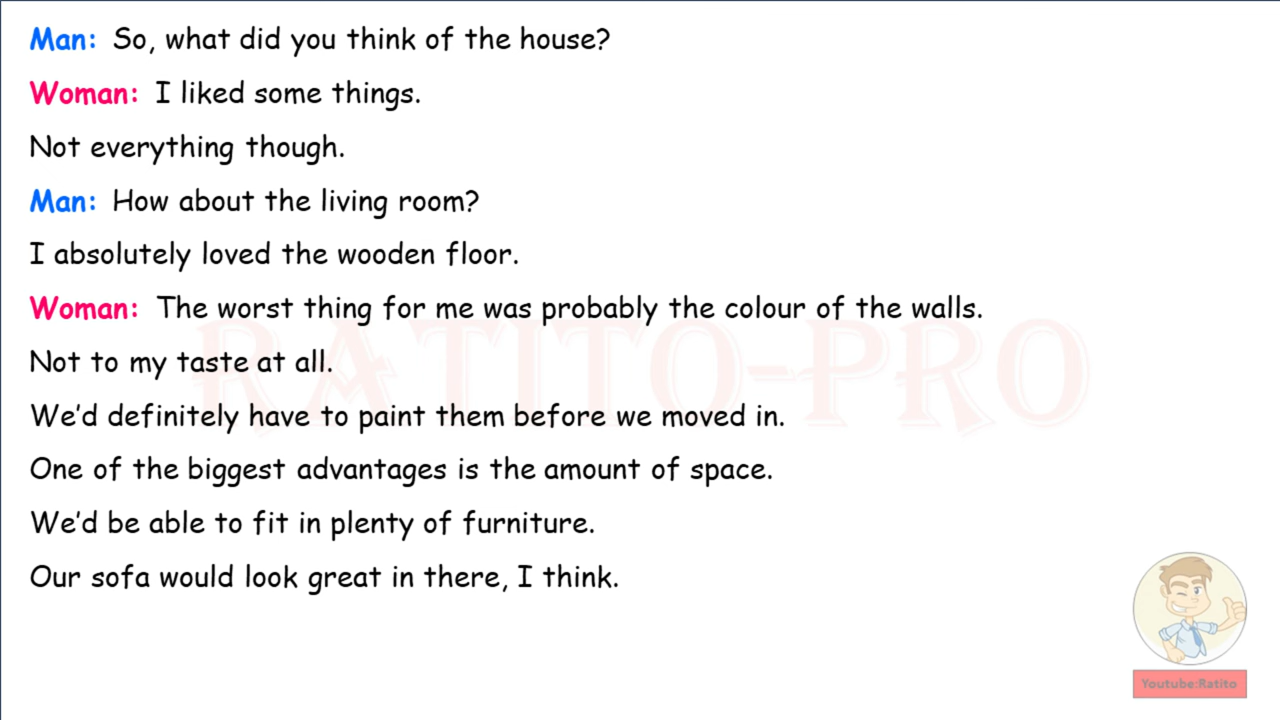 Man: So, what did you think of the house?
Woman: I liked some things.
Not everything though.
Man: How about the living room?
I absolutely loved the wooden floor.
Woman: The worst thing for me was probably the colour of the walls.
Not to my taste at all.
We'd definitely have to paint them before we moved in.
One of the biggest advantages is the amount of space.
We'd be able to fit in plenty of furniture.
Our sofa would look great in there, I think.
RATITO-PRO
Youtube:Ratito